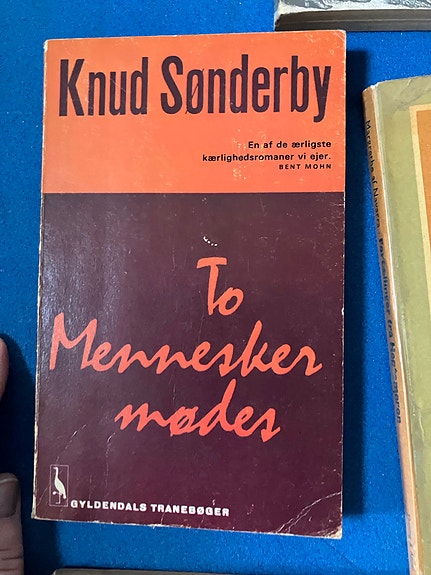 Knud Sønderby
En af de ærligste
kærlighedsromaner vi ejer.
BENT MOHN
To
Mennesker
mødes
GYLDENDALS TRANEBØGER